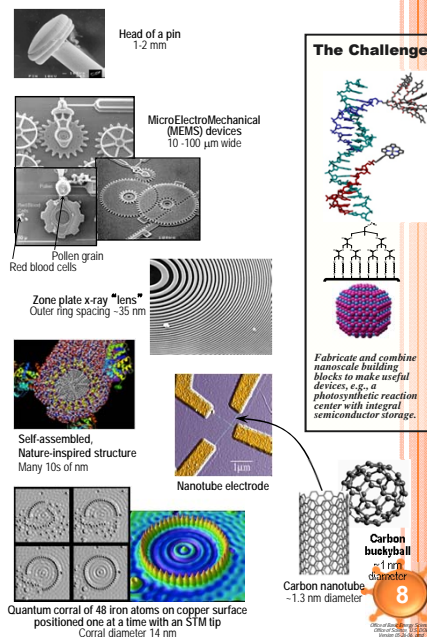 Head of a pin
1-2 mm
The Challenge
MicroElectroMechanical
(MEMS) devices
10 -100 μm wide
Pollen grain
Red blood cells
Zone plate x-ray “lens”
Outer ring spacing ~35 nm
Fabricate and combine
nanoscale building
blocks to make useful
devices, e.g., a
photosynthetic reaction
center with integral
semiconductor storage.
Self-assembled,
Nature-inspired structure
Many 10s of nm
1μm
Nanotube electrode
Carbon
buckyball
~1 nm
diameter
Carbon nanotube
~1.3 nm diameter
8
Quantum corral of 48 iron atoms on copper surface
positioned one at a time with an STM tip
Corral diameter 14 nm